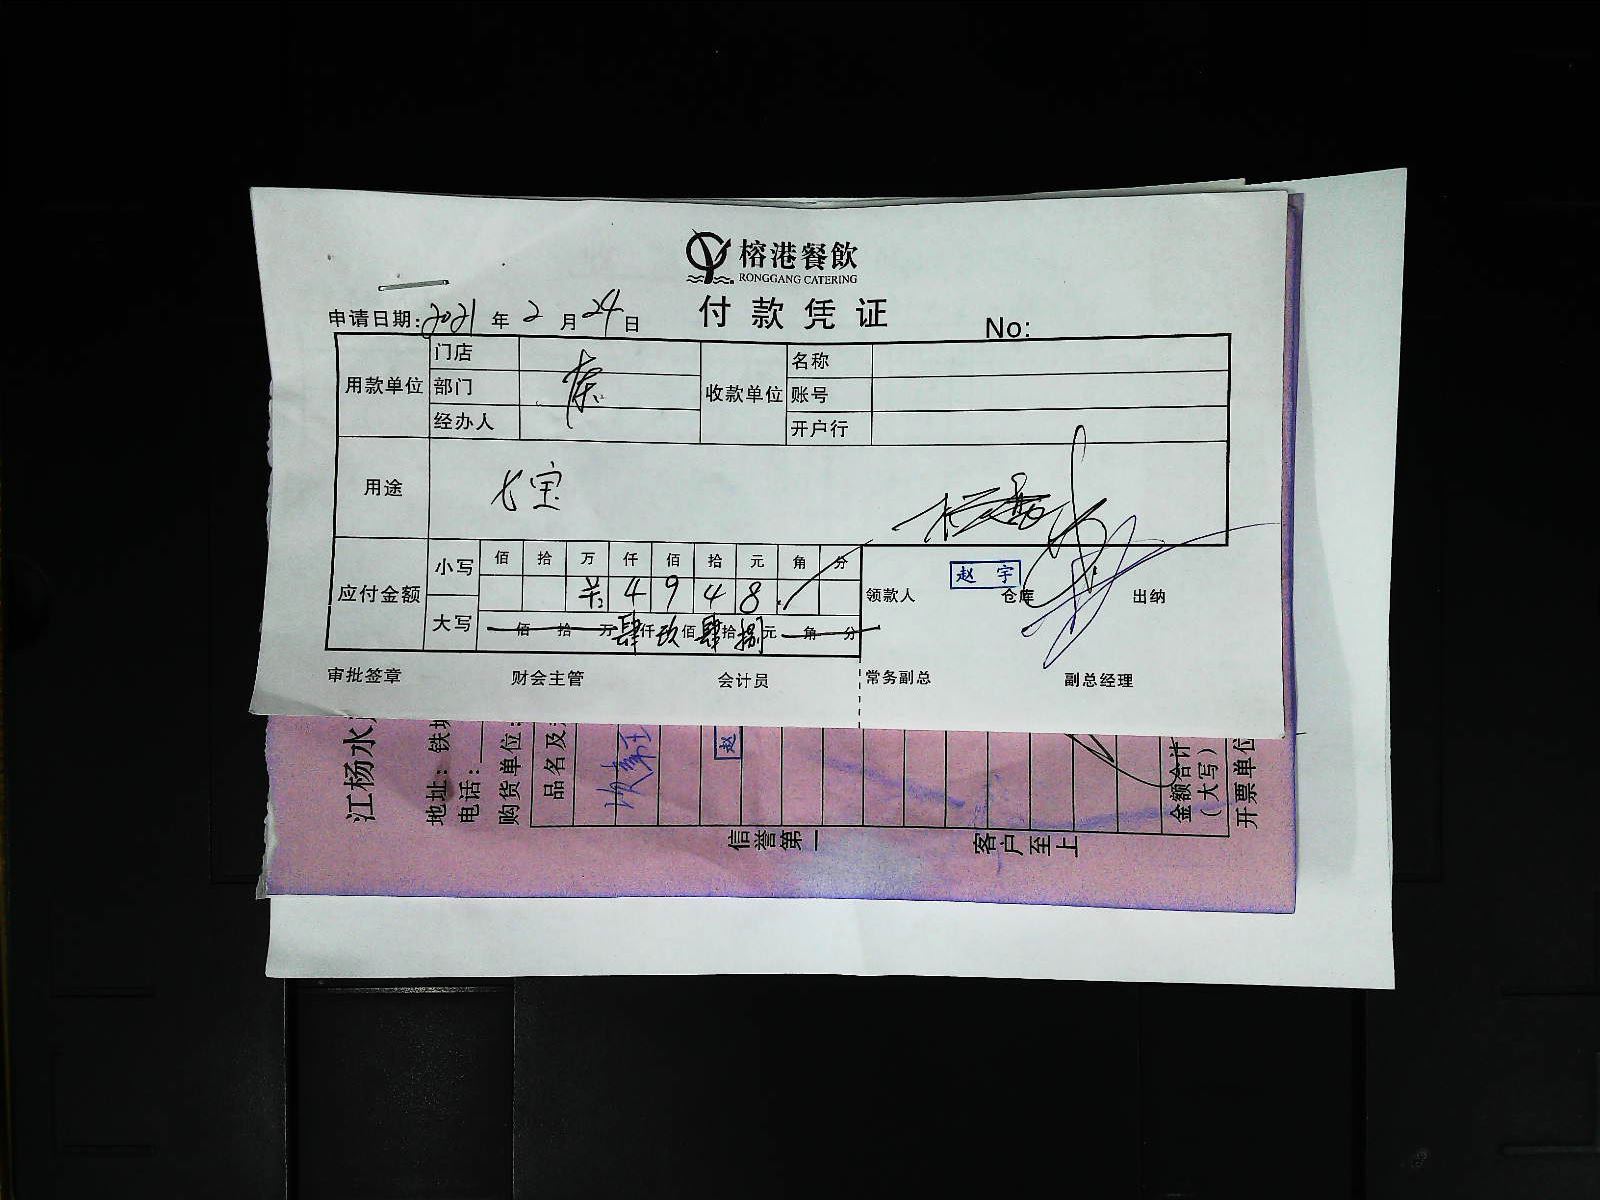 榕港餐飲
RONGGANG CATERING
付款凭证
申请日期:2021年2月24日 No:
用款单位 门店 收款单位 名称
部门 账号
经办人 开户行
用途 七宝
应付金额 小写 佰 拾 万 仟 佰 拾 元 角 分
4 9 4 8
大写 佰 拾 万 肆 仟 玖 佰 肆 拾 捌 元 角 分
领款人 赵宇 仓库 出纳
审批签章 财会主管 会计员 常务副总 副总经理
江杨水
地址:铁
电话:
购货单位:
品名及
赵
金额合计
(大写)
开票单位
信誉第一 客户至上